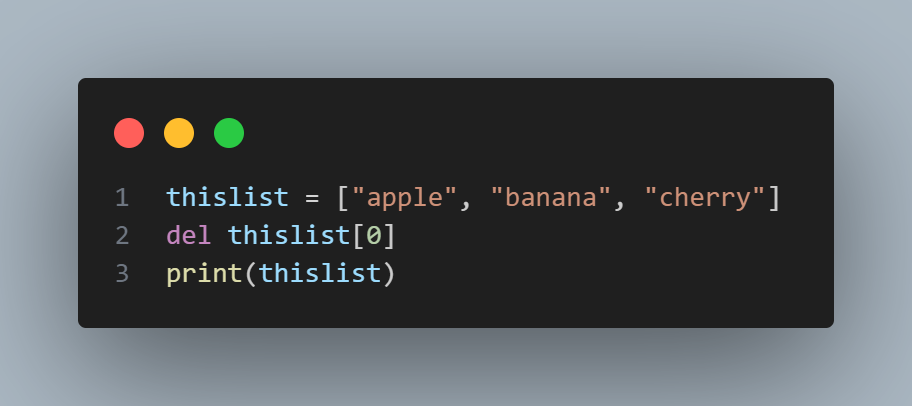 1 thislist = ["apple", "banana", "cherry"]
2 del thislist[0]
3 print(thislist)